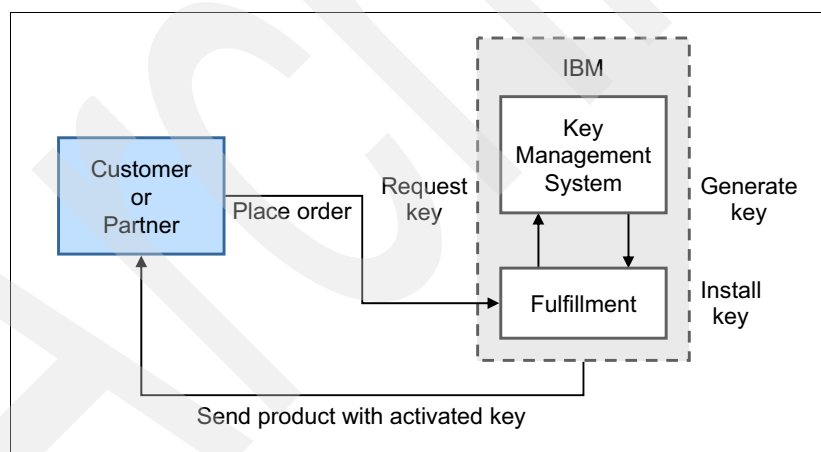 IBM
Key
Management
System
Customer
or
Partner
Place order
Request
key
Generate
key
Fulfillment
Install
key
Send product with activated key